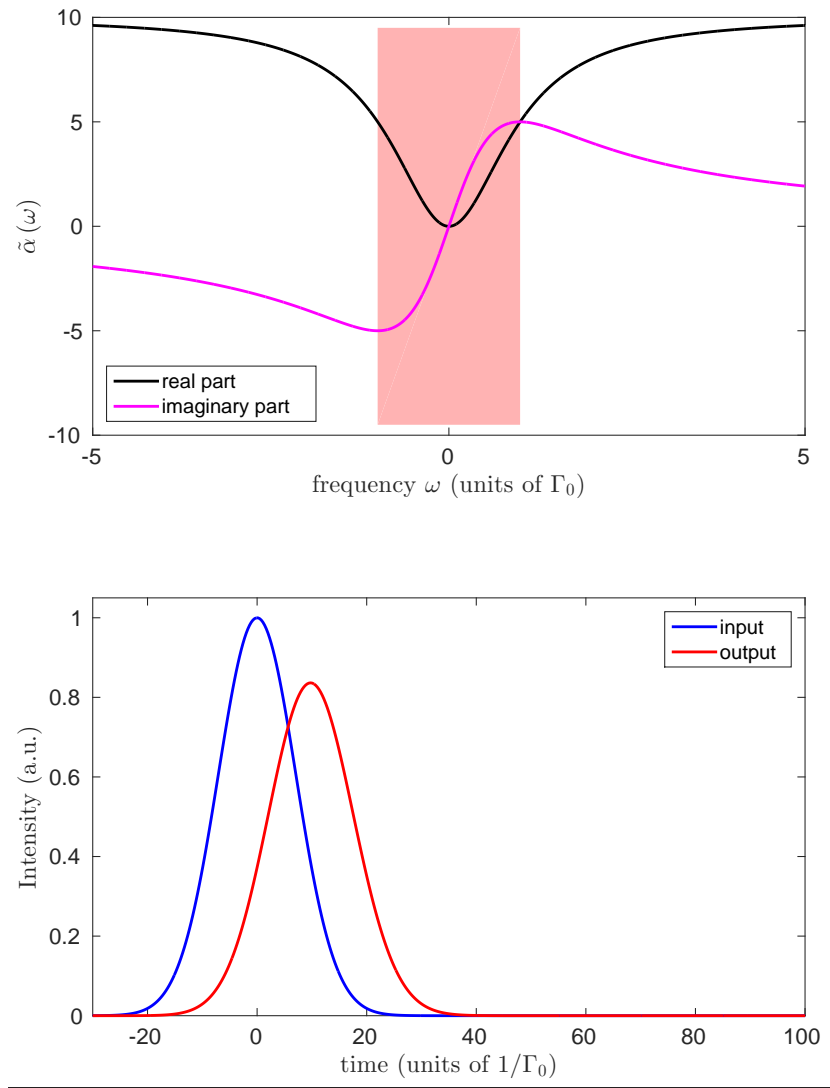 10
5
0
-5
-10
α̃ (ω)
real part
imaginary part
-5
0
5
frequency ω (units of Γ₀)
1
0.8
0.6
0.4
0.2
0
Intensity (a.u.)
input
output
-20
0
20
40
60
80
100
time (units of 1/Γ₀)